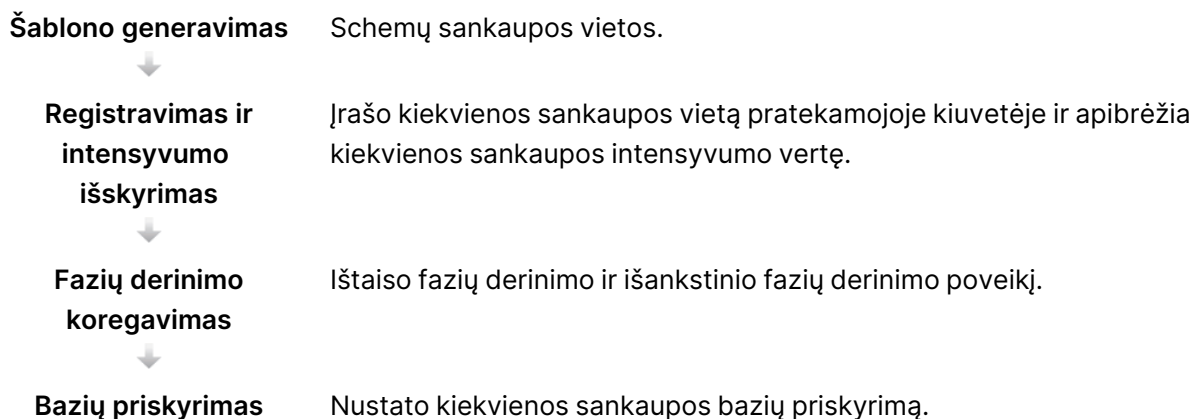 Šablono generavimas Schemų sankaupos vietos.
Registravimas ir Įrašo kiekvienos sankaupos vietą pratekamojoje kiuvetėje ir apibrėžia
intensyvumo kiekvienos sankaupos intensyvumo vertę.
išskyrimas
Fazių derinimo Ištaiso fazių derinimo ir išankstinio fazių derinimo poveikį.
koregavimas
Bazių priskyrimas Nustato kiekvienos sankaupos bazių priskyrimą.